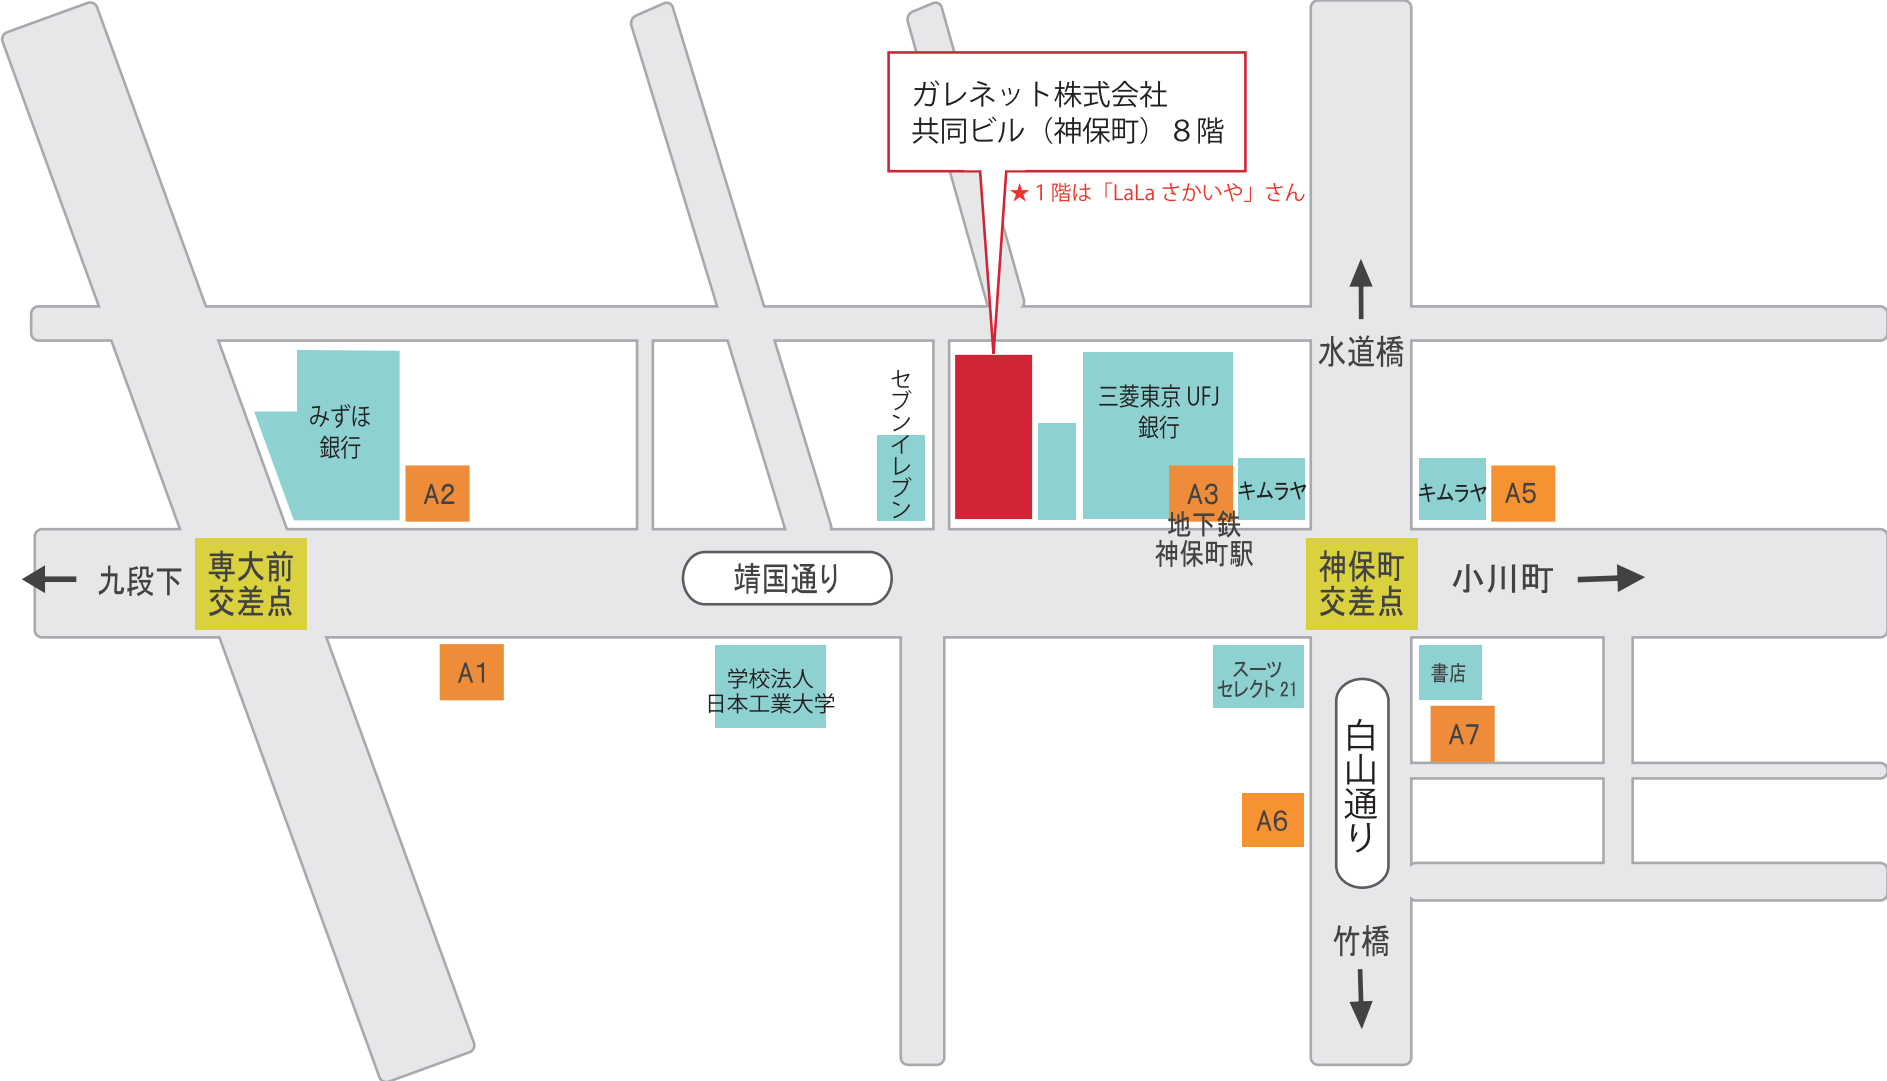 ガレネット株式会社
共同ビル（神保町）８階
★１階は「LaLa さかいや」さん
水道橋
みずほ
銀行
A2
セブンイレブン
三菱東京 UFJ
銀行
A3
キムラヤ
キムラヤ
A5
地下鉄
神保町駅
九段下
専大前
交差点
靖国通り
神保町
交差点
小川町
A1
学校法人
日本工業大学
スーツ
セレクト 21
書店
A7
白山通り
A6
竹橋